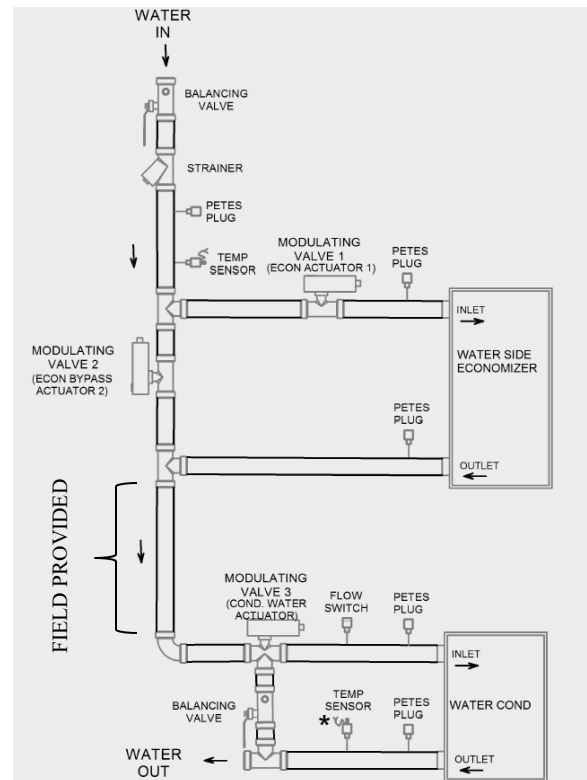 WATER
IN
BALANCING
VALVE
STRAINER
PETES
PLUG
TEMP
SENSOR
MODULATING
VALVE 1
(ECON ACTUATOR 1)
PETES
PLUG
INLET
WATER SIDE
ECONOMIZER
MODULATING
VALVE 2
(ECON BYPASS
ACTUATOR 2)
PETES
PLUG
OUTLET
FIELD PROVIDED
MODULATING
VALVE 3
(COND. WATER
ACTUATOR)
FLOW
SWITCH
PETES
PLUG
INLET
WATER COND
BALANCING
VALVE
*
TEMP
SENSOR
PETES
PLUG
OUTLET
WATER
OUT